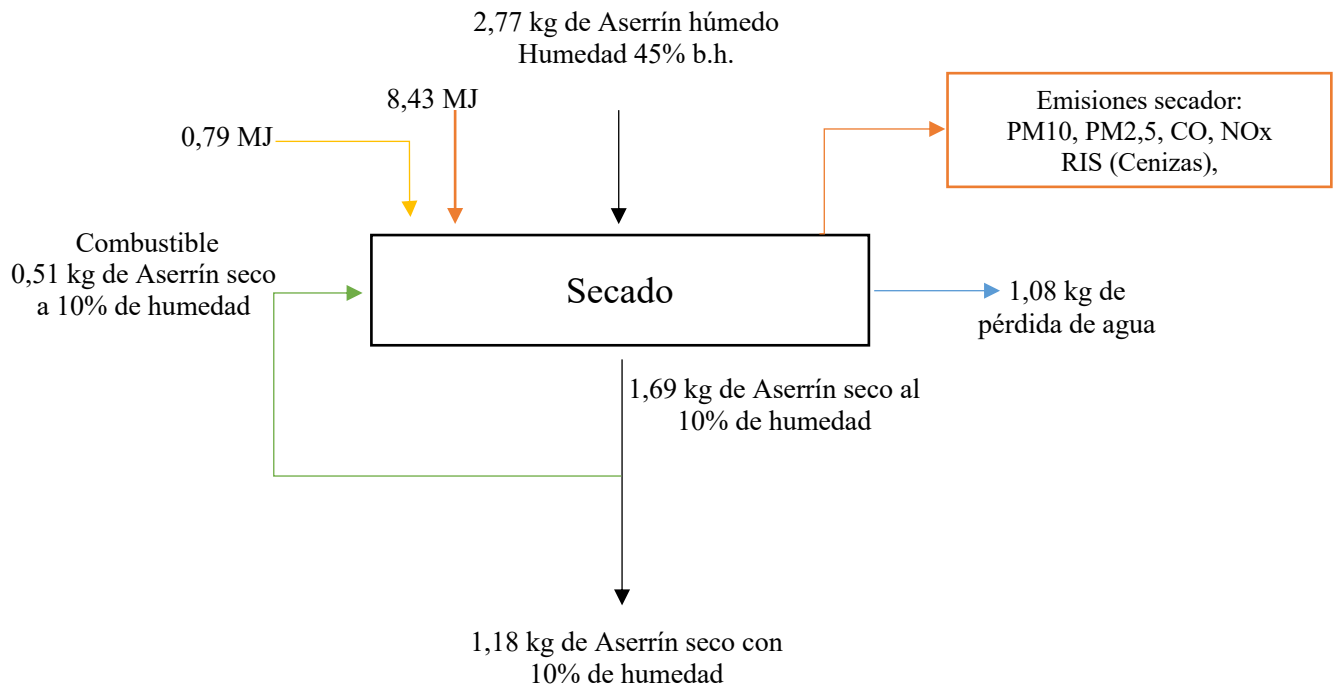 2,77 kg de Aserrín húmedo
Humedad 45% b.h.
8,43 MJ
0,79 MJ
Emisiones secador:
PM10, PM2,5, CO, NOx
RIS (Cenizas),
Combustible
0,51 kg de Aserrín seco
a 10% de humedad
Secado
1,08 kg de
pérdida de agua
1,69 kg de Aserrín seco al
10% de humedad
1,18 kg de Aserrín seco con
10% de humedad